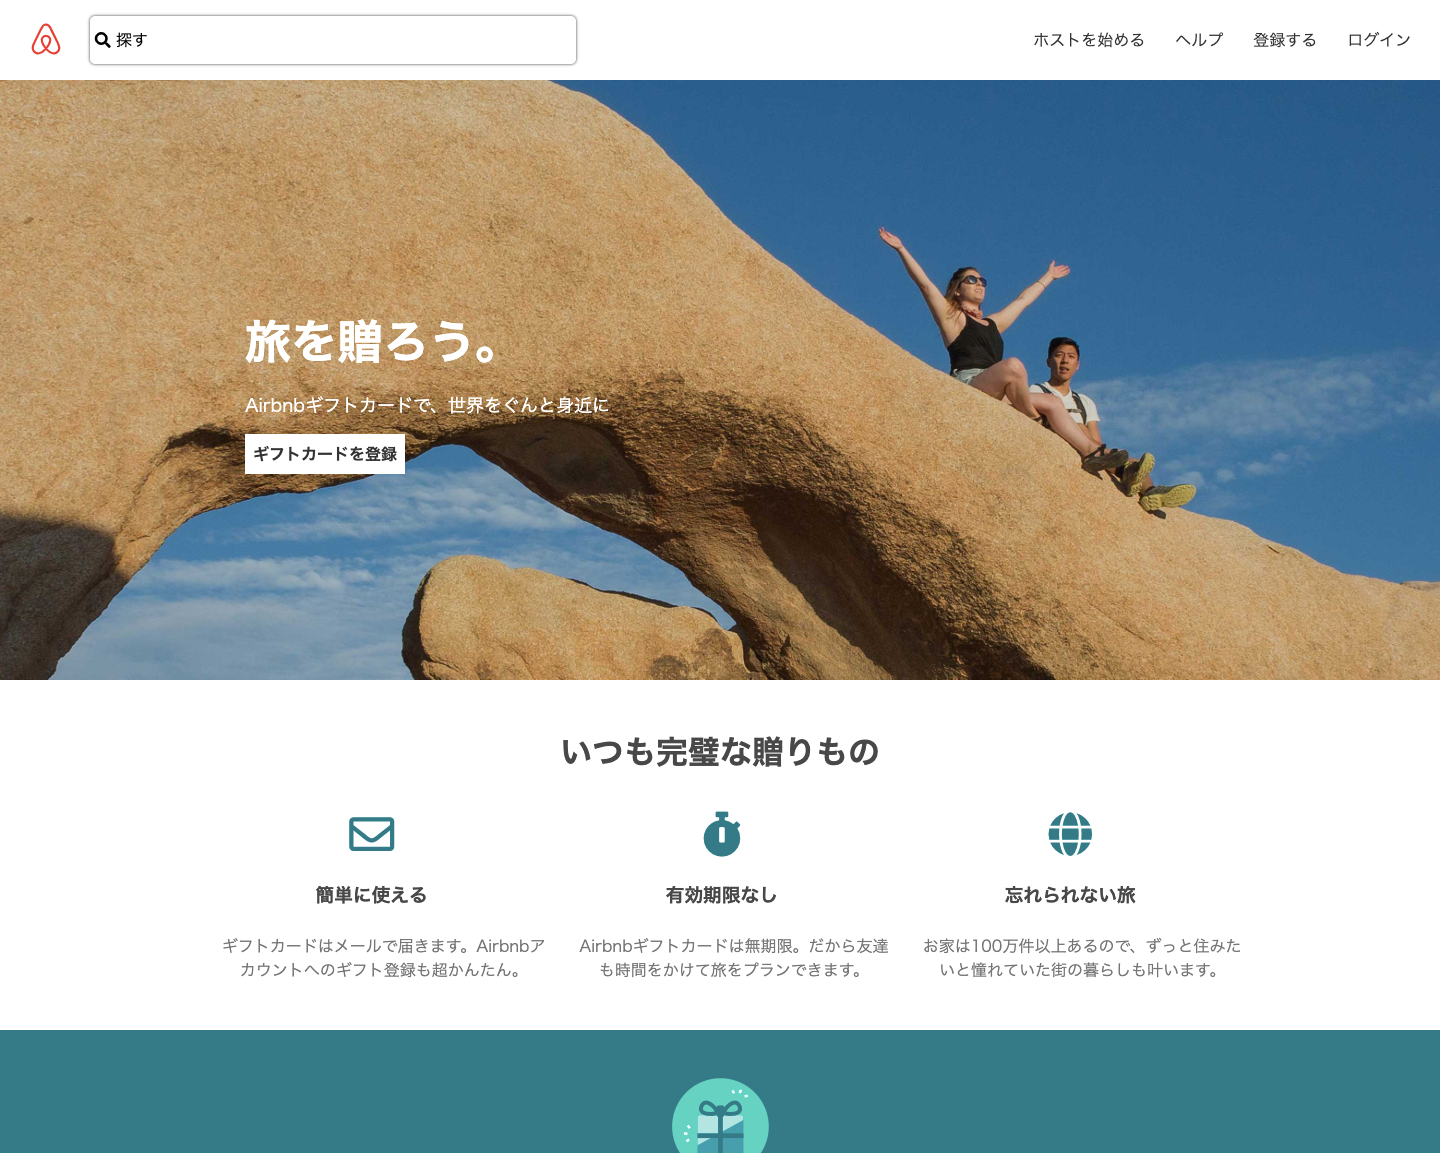 探す
ホストを始める ヘルプ 登録する ログイン
旅を贈ろう。
Airbnbギフトカードで、世界をぐんと身近に
ギフトカードを登録
いつも完璧な贈りもの
簡単に使える
ギフトカードはメールで届きます。Airbnbア
カウントへのギフト登録も超かんたん。
有効期限なし
Airbnbギフトカードは無期限。だから友達
も時間をかけて旅をプランできます。
忘れられない旅
お家は100万件以上あるので、ずっと住みた
いと憧れていた街の暮らしも叶います。